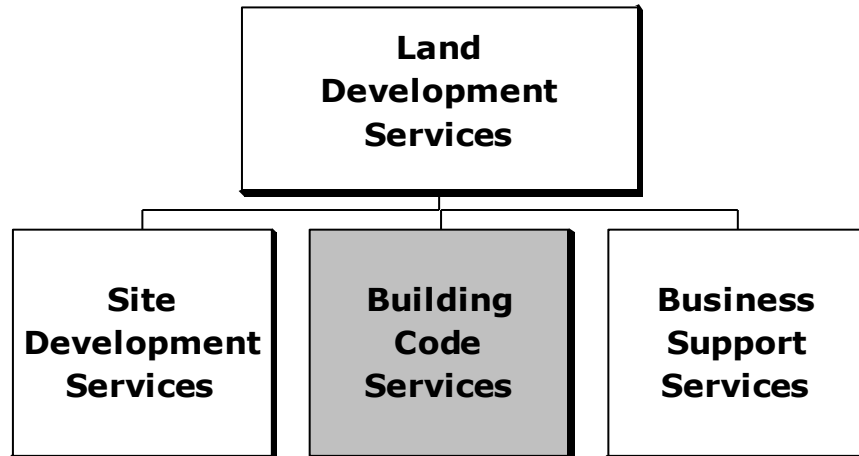 Land
Development
Services
Site
Development
Services
Building
Code
Services
Business
Support
Services